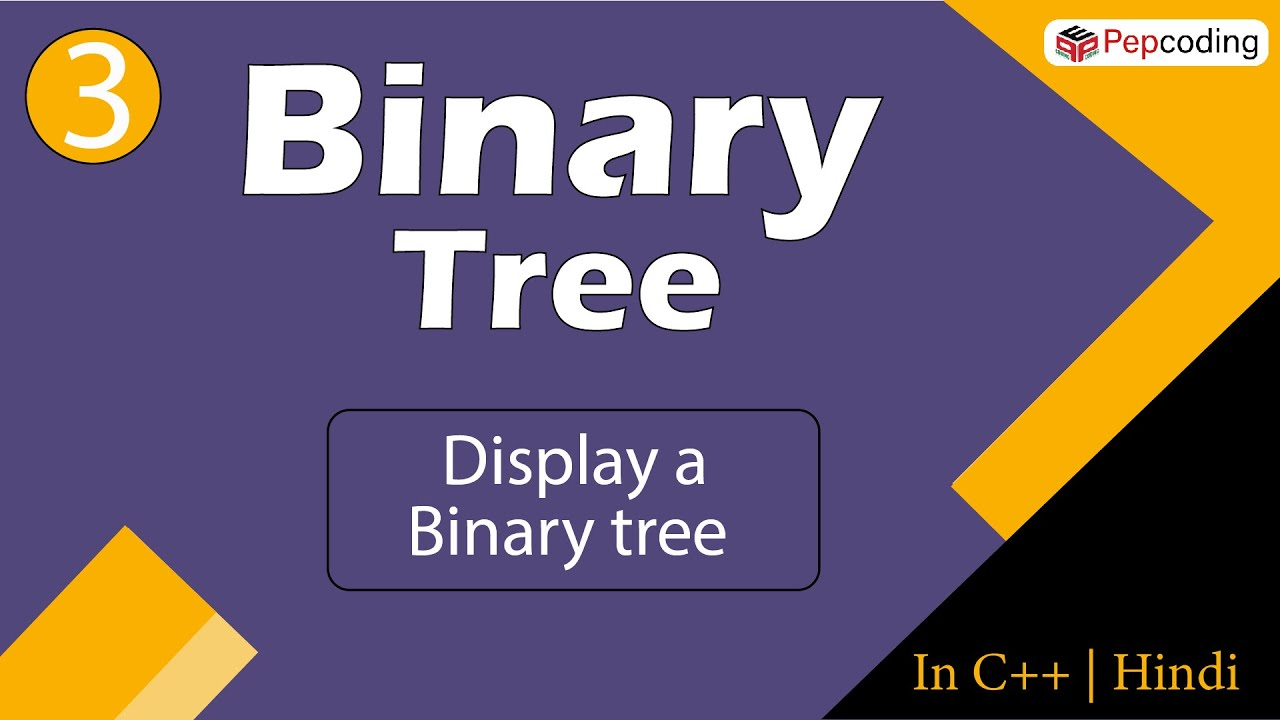 3
Pepcoding
Binary
Tree
Display a
Binary tree
In C++ | Hindi